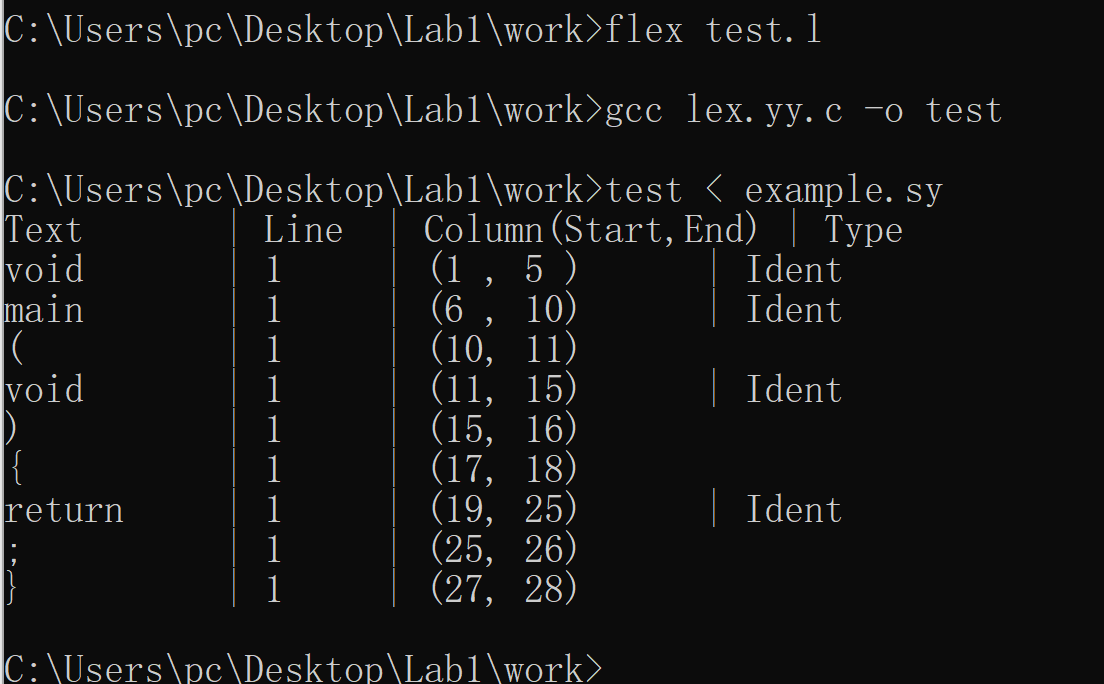 C:\Users\pc\Desktop\Lab1\work>flex test.l
C:\Users\pc\Desktop\Lab1\work>gcc lex.yy.c -o test
C:\Users\pc\Desktop\Lab1\work>test < example.sy
Text | Line | Column(Start,End) | Type
void | 1 | (1 , 5 ) | Ident
main | 1 | (6 , 10) | Ident
( | 1 | (10, 11)
void | 1 | (11, 15) | Ident
) | 1 | (15, 16)
{ | 1 | (17, 18)
return | 1 | (19, 25) | Ident
; | 1 | (25, 26)
} | 1 | (27, 28)
C:\Users\pc\Desktop\Lab1\work>